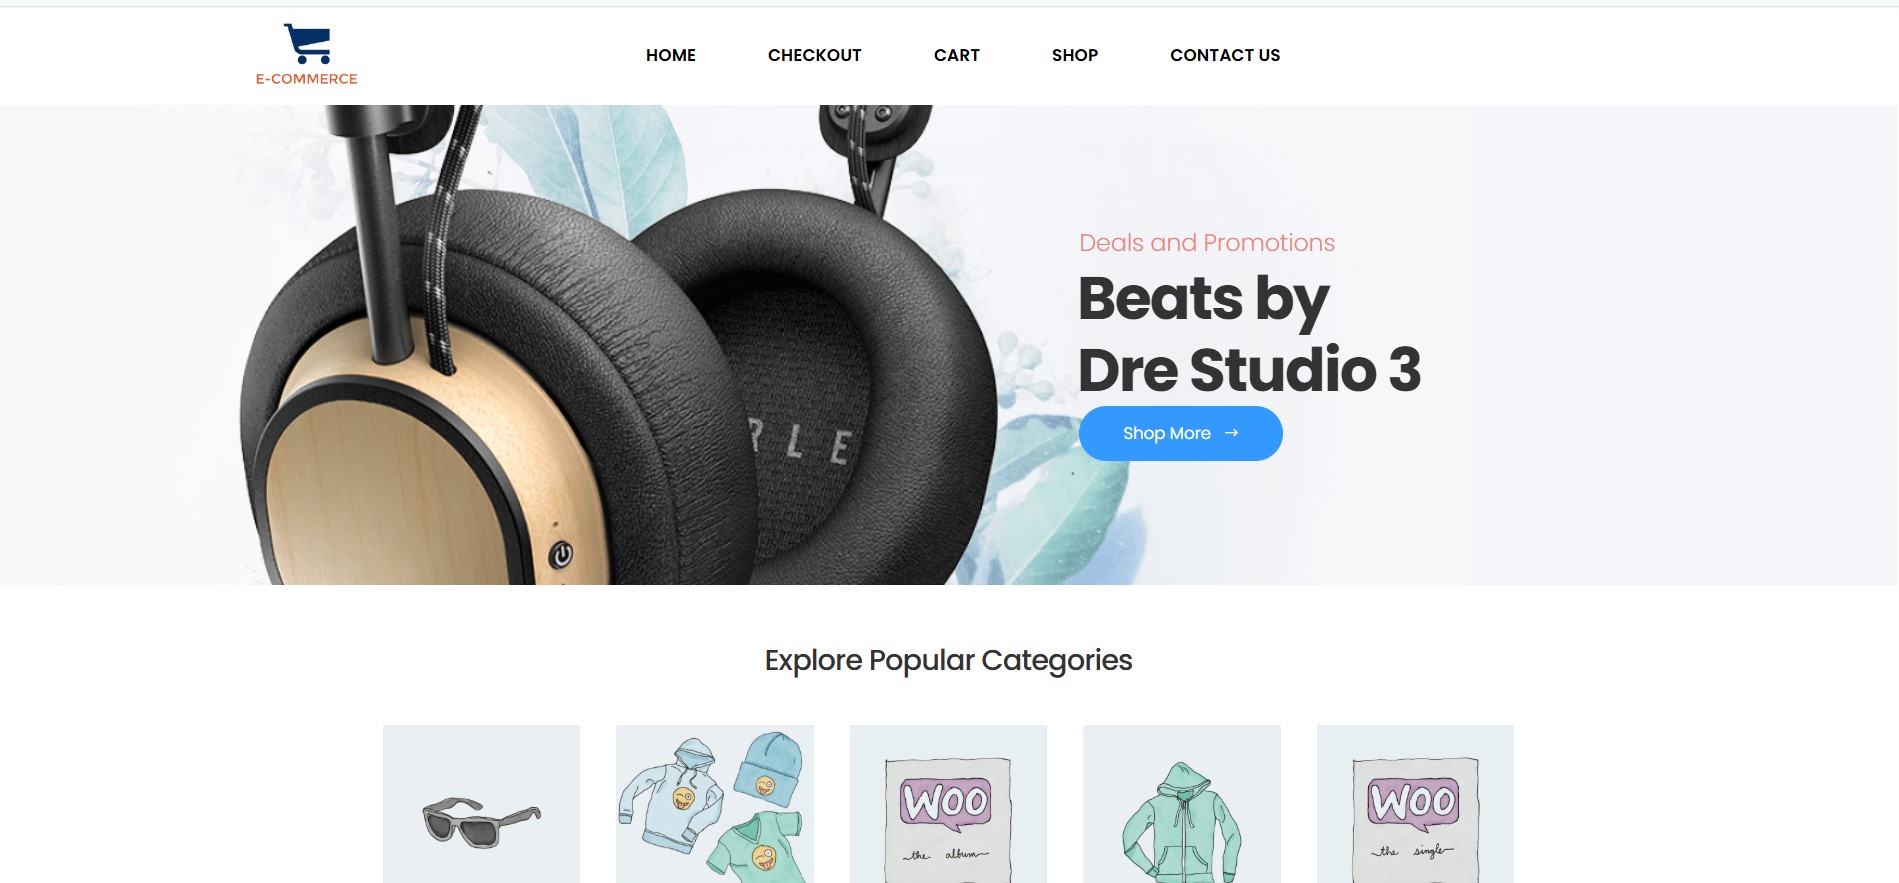 E-COMMERCE
HOME CHECKOUT CART SHOP CONTACT US
Deals and Promotions
Beats by
Dre Studio 3
Shop More →
RLE
Explore Popular Categories
WOO
the album
WOO
the single